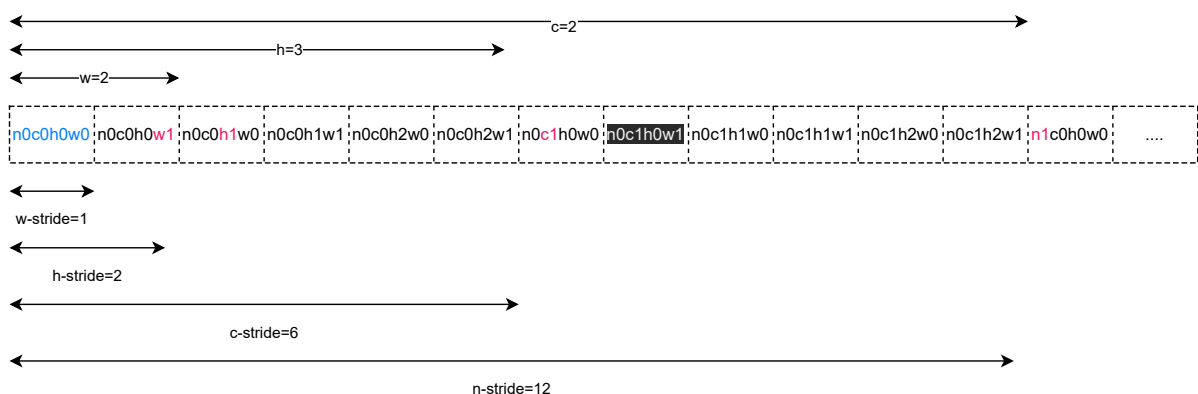 c=2
h=3
w=2
n0c0h0w0 n0c0h0w1 n0c0h1w0 n0c0h1w1 n0c0h2w0 n0c0h2w1 n0c1h0w0 n0c1h0w1 n0c1h1w0 n0c1h1w1 n0c1h2w0 n0c1h2w1 n1c0h0w0 ....
w-stride=1
h-stride=2
c-stride=6
n-stride=12